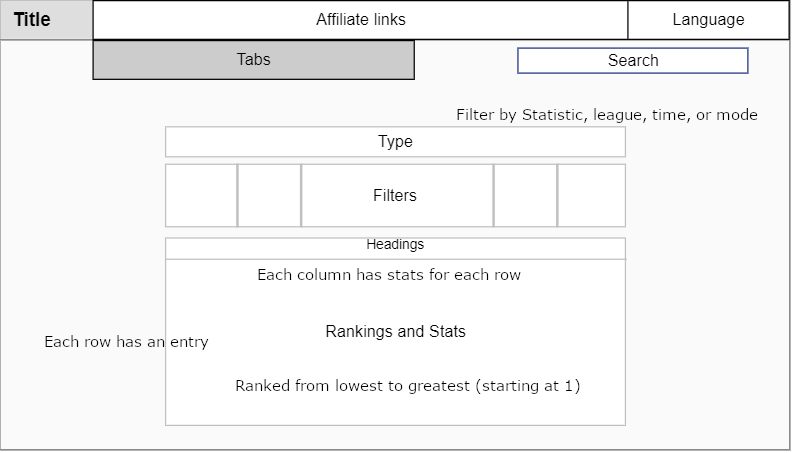 Title
Affiliate links
Language
Tabs
Search
Filter by Statistic, league, time, or mode
Type
Filters
Headings
Each column has stats for each row
Rankings and Stats
Each row has an entry
Ranked from lowest to greatest (starting at 1)